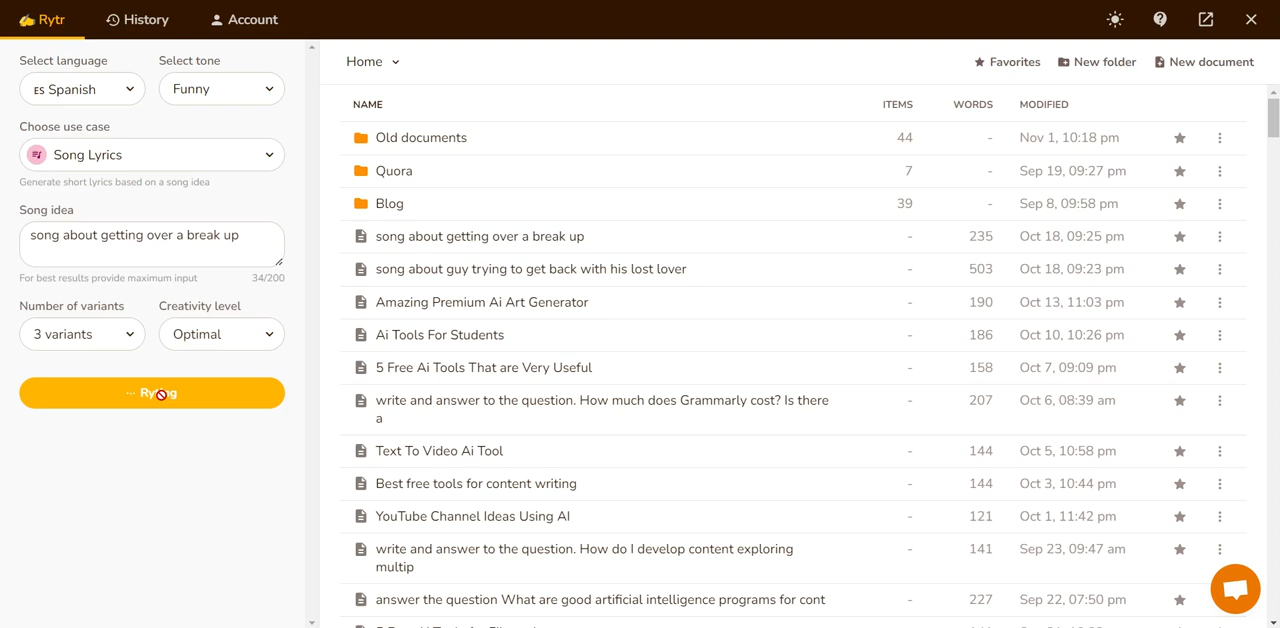 Rytr
History
Account
Select language
Select tone
ES Spanish
Funny
Choose use case
Song Lyrics
Generate short lyrics based on a song idea
Song idea
song about getting over a break up
For best results provide maximum input
34/200
Number of variants
Creativity level
3 variants
Optimal
Home
Favorites
New folder
New document
NAME ITEMS WORDS MODIFIED
Old documents 44 - Nov 1, 10:18 pm
Quora 7 - Sep 19, 09:27 pm
Blog 39 - Sep 8, 09:58 pm
song about getting over a break up - 235 Oct 18, 09:25 pm
song about guy trying to get back with his lost lover - 503 Oct 18, 09:23 pm
Amazing Premium Ai Art Generator - 190 Oct 13, 11:03 pm
Ai Tools For Students - 186 Oct 10, 10:26 pm
5 Free Ai Tools That are Very Useful - 158 Oct 7, 09:09 pm
write and answer to the question. How much does Grammarly cost? Is there - 207 Oct 6, 08:39 am
a
Text To Video Ai Tool - 144 Oct 5, 10:58 pm
Best free tools for content writing - 144 Oct 3, 10:44 pm
YouTube Channel Ideas Using AI - 121 Oct 1, 11:42 pm
write and answer to the question. How do I develop content exploring - 141 Sep 23, 09:47 am
multip
answer the question What are good artificial intelligence programs for cont - 227 Sep 22, 07:50 pm